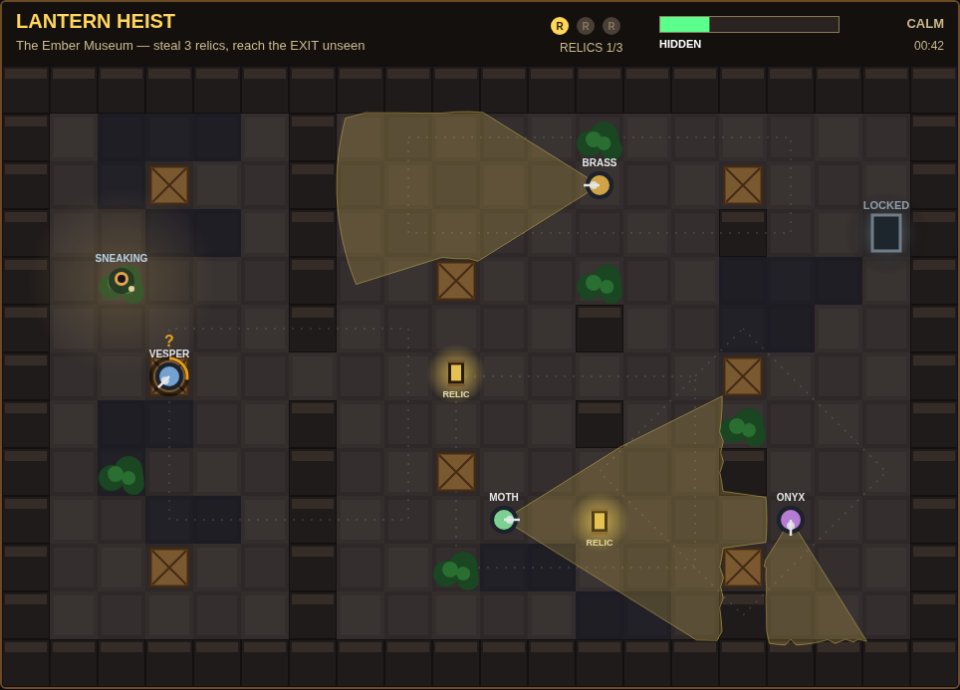 LANTERN HEIST
The Ember Museum — steal 3 relics, reach the EXIT unseen
R R R
RELICS 1/3
HIDDEN
CALM
00:42
BRASS
LOCKED
SNEAKING
?
VESPER
RELIC
MOTH
ONYX
RELIC